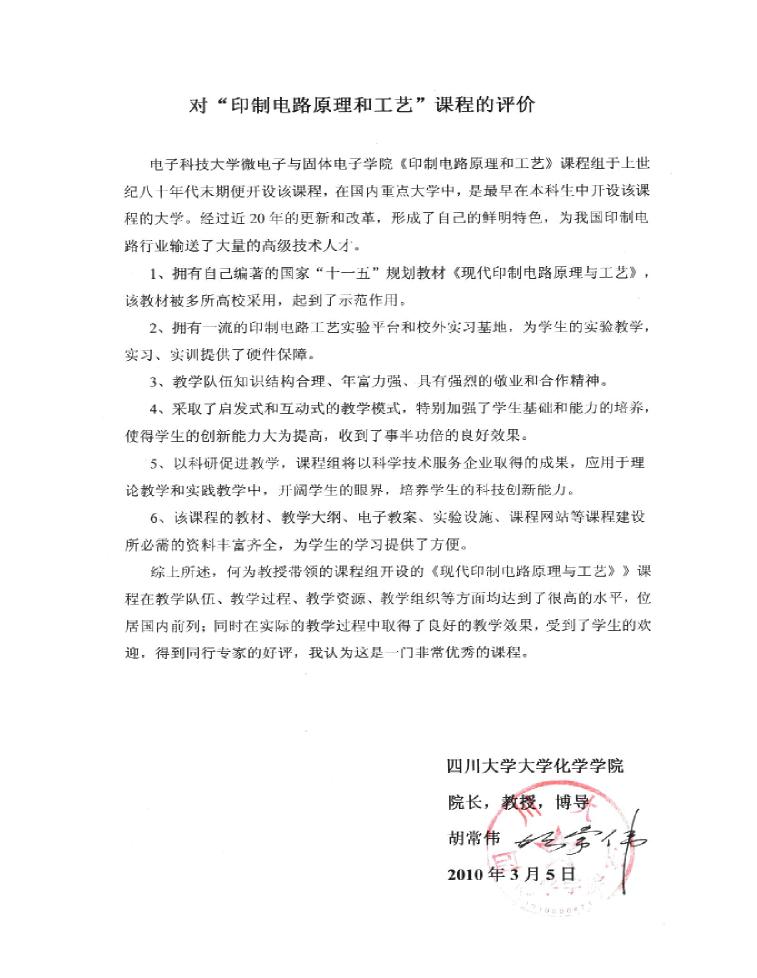 对“印制电路原理和工艺”课程的评价
电子科技大学微电子与固体电子学院《印制电路原理和工艺》课程组于上世
纪八十年代末期便开设该课程，在国内重点大学中，是最早在本科生中开设该课
程的大学。经过近 20 年的更新和改革，形成了自己的鲜明特色，为我国印制电
路行业输送了大量的高级技术人才。
1、拥有自己编著的国家“十一五”规划教材《现代印制电路原理与工艺》，
该教材被多所高校采用，起到了示范作用。
2、拥有一流的印制电路工艺实验平台和校外实习基地，为学生的实验教学，
实习、实训提供了硬件保障。
3、教学队伍知识结构合理、年富力强、具有强烈的敬业和合作精神。
4、采取了启发式和互动式的教学模式，特别加强了学生基础和能力的培养，
使得学生的创新能力大为提高，收到了事半功倍的良好效果。
5、以科研促进教学，课程组将以科学技术服务企业取得的成果，应用于理
论教学和实践教学中，开阔学生的眼界，培养学生的科技创新能力。
6、该课程的教材、教学大纲、电子教案、实验设施、课程网站等课程建设
所必需的资料丰富齐全，为学生的学习提供了方便。
综上所述，何为教授带领的课程组开设的《现代印制电路原理与工艺》》课
程在教学队伍、教学过程、教学资源、教学组织等方面均达到了很高的水平，位
居国内前列；同时在实际的教学过程中取得了良好的教学效果，受到了学生的欢
迎，得到同行专家的好评，我认为这是一门非常优秀的课程。
四川大学大学化学学院
院长，教授，博导
胡常伟 胡常伟
2010 年 3 月 5 日